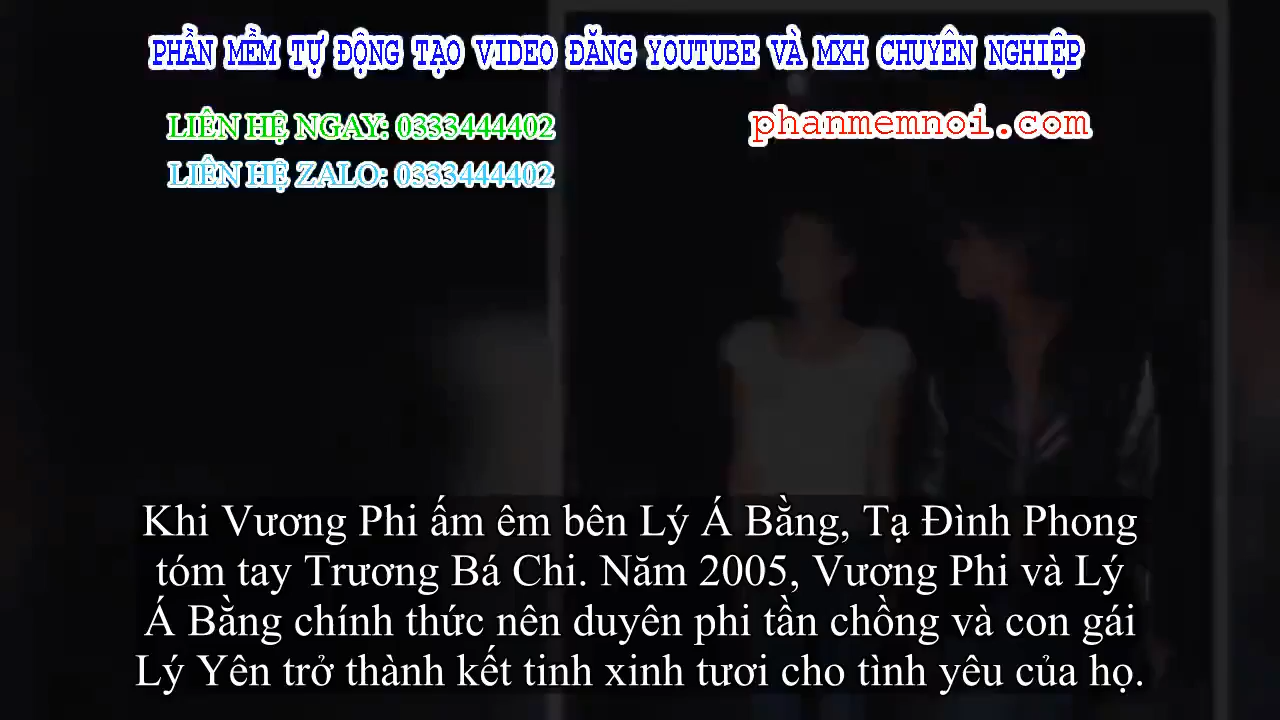 PHẦN MỀM TỰ ĐỘNG TẠO VIDEO ĐĂNG YOUTUBE VÀ MXH CHUYÊN NGHIỆP
LIÊN HỆ NGAY: 0333444402
phanmemnoi.com
LIÊN HỆ ZALO: 0333444402
Khi Vương Phi ấm êm bên Lý Á Bằng, Tạ Đình Phong
tóm tay Trương Bá Chi. Năm 2005, Vương Phi và Lý
Á Bằng chính thức nên duyên phi tần chồng và con gái
Lý Yên trở thành kết tinh xinh tươi cho tình yêu của họ.